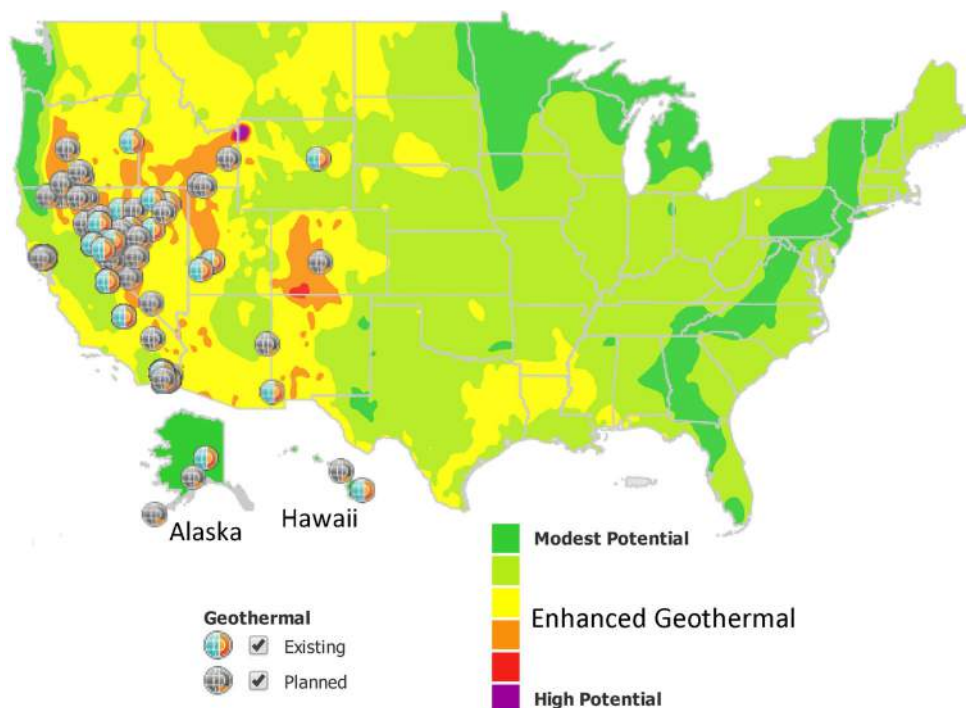 Alaska
Hawaii
Modest Potential
Enhanced Geothermal
High Potential
Geothermal
Existing
Planned